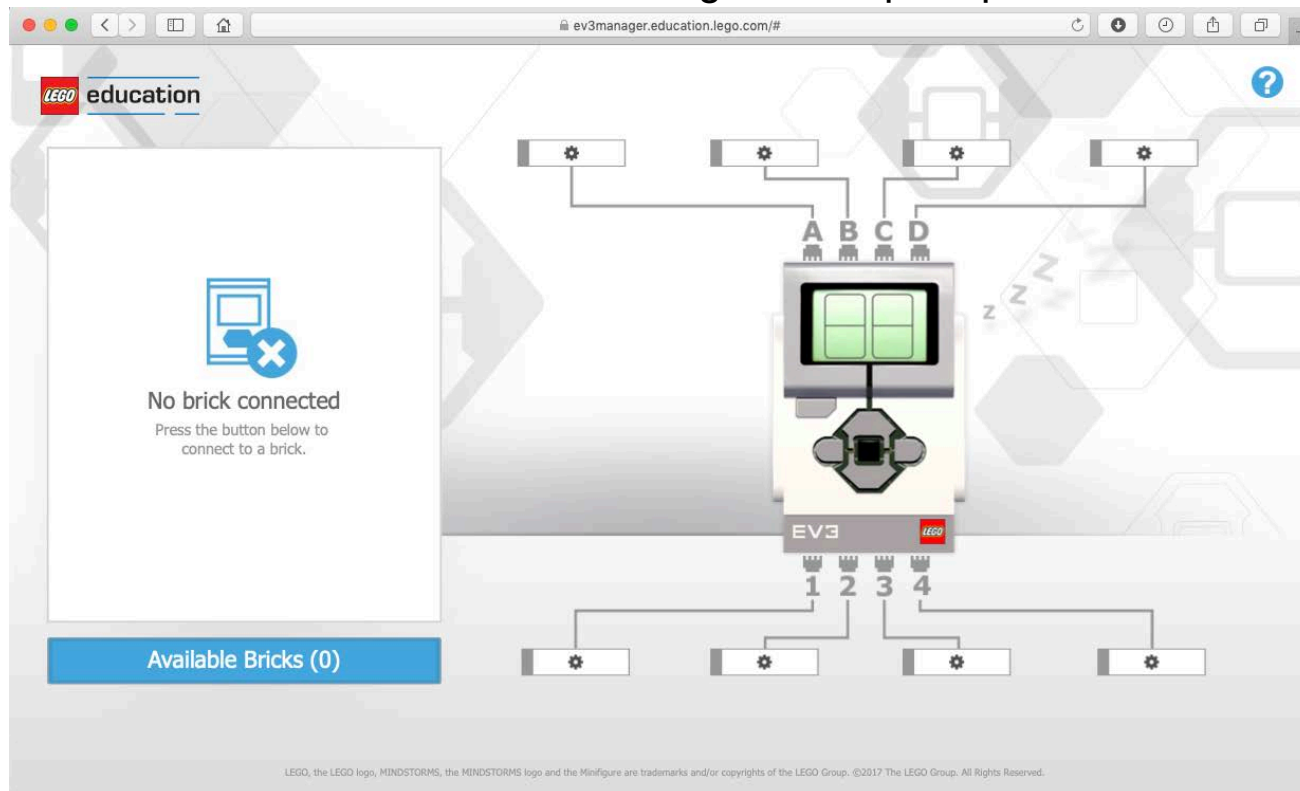 ev3manager.education.lego.com/#
LEGO education
?
A B C D
z z Z
No brick connected
Press the button below to
connect to a brick.
EV3 LEGO
1 2 3 4
Available Bricks (0)
LEGO, the LEGO logo, MINDSTORMS, the MINDSTORMS logo and the Minifigure are trademarks and/or copyrights of the LEGO Group. ©2017 The LEGO Group. All Rights Reserved.